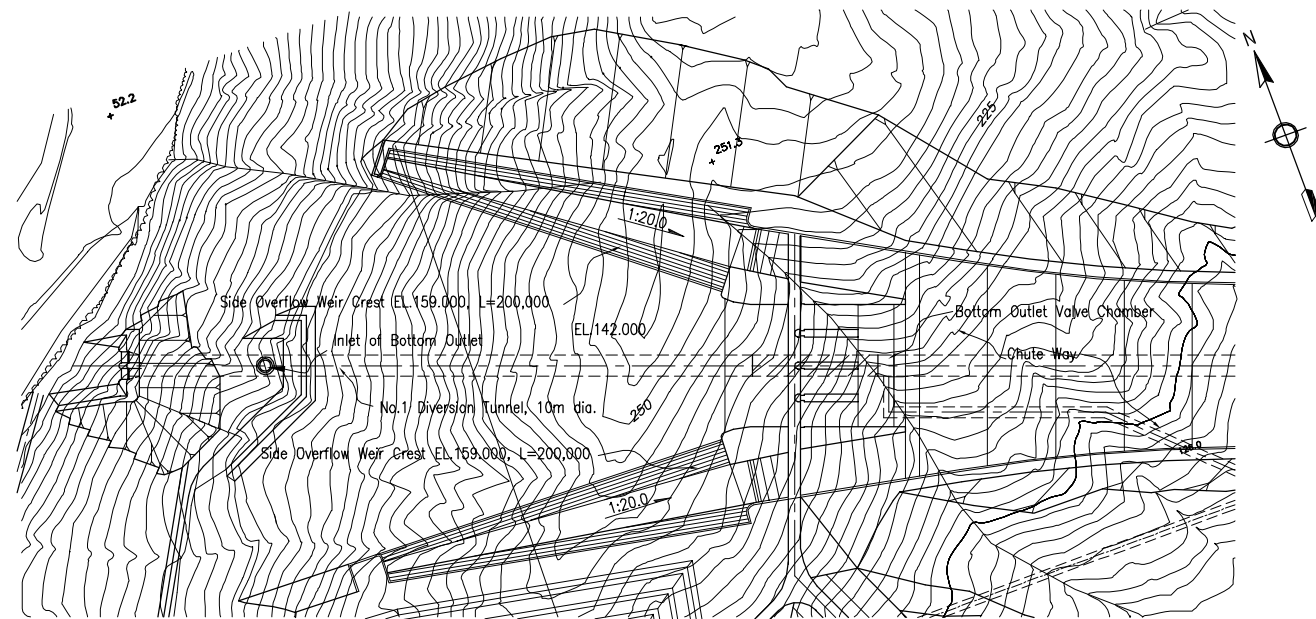 N
52.2
225
251.5
1:20.0
Side Overflow Weir Crest (EL.159.000, L=200,000
Bottom Outlet Valve Chamber
EL.142.000
Inlet of Bottom Outlet
Chute Way
No.1 Diversion Tunnel, 10m dia.
250
Side Overflow Weir Crest EL.159.000, L=200,000
1:20.0